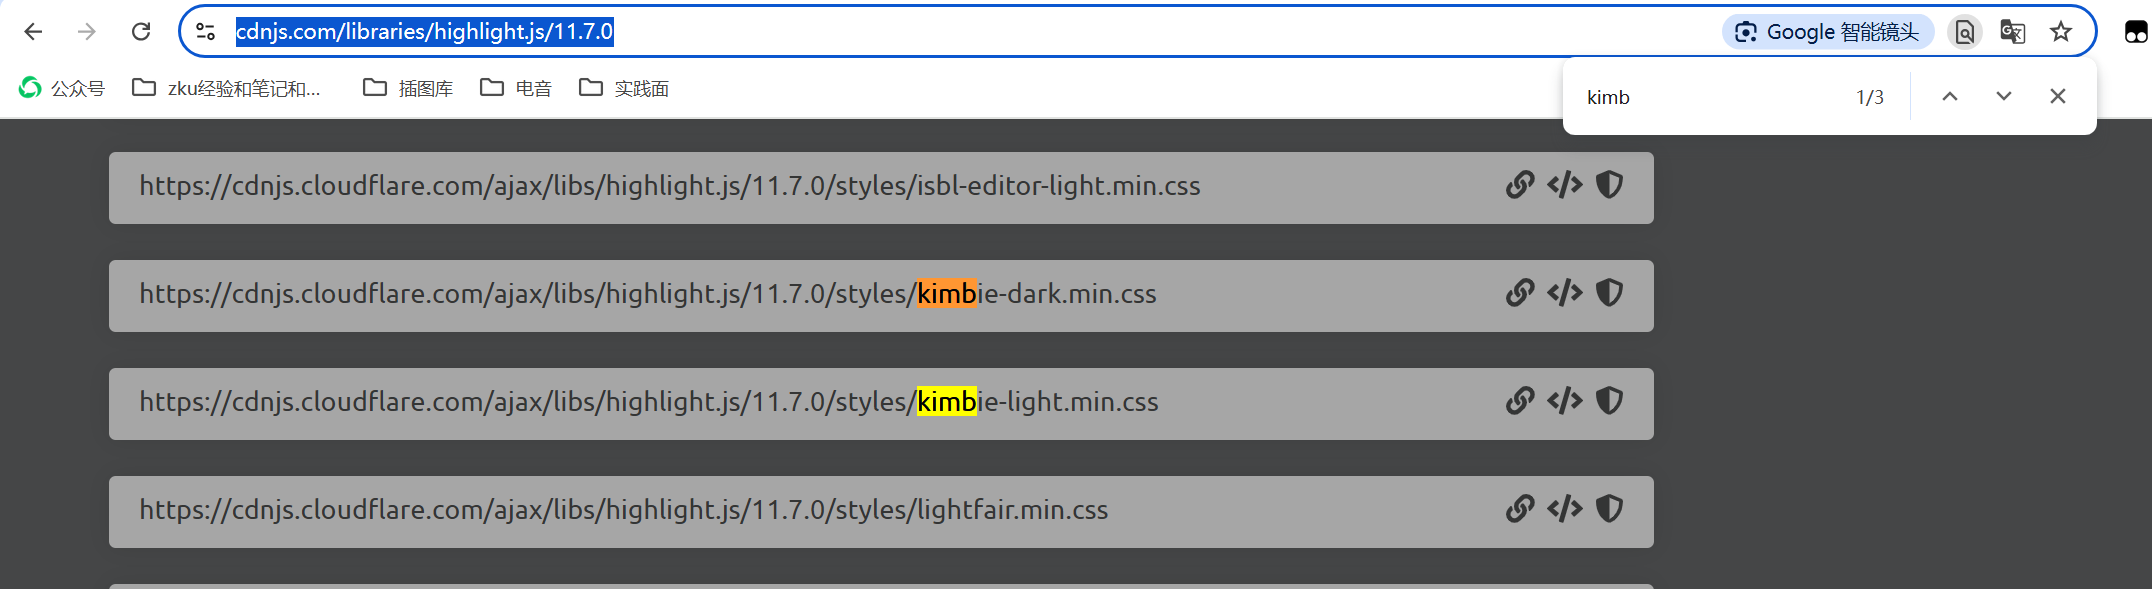 cdnjs.com/libraries/highlight.js/11.7.0
Google 智能镜头
公众号
zku经验和笔记和...
插图库
电音
实践面
kimb
1/3
https://cdnjs.cloudflare.com/ajax/libs/highlight.js/11.7.0/styles/isbl-editor-light.min.css
https://cdnjs.cloudflare.com/ajax/libs/highlight.js/11.7.0/styles/kimbie-dark.min.css
https://cdnjs.cloudflare.com/ajax/libs/highlight.js/11.7.0/styles/kimbie-light.min.css
https://cdnjs.cloudflare.com/ajax/libs/highlight.js/11.7.0/styles/lightfair.min.css